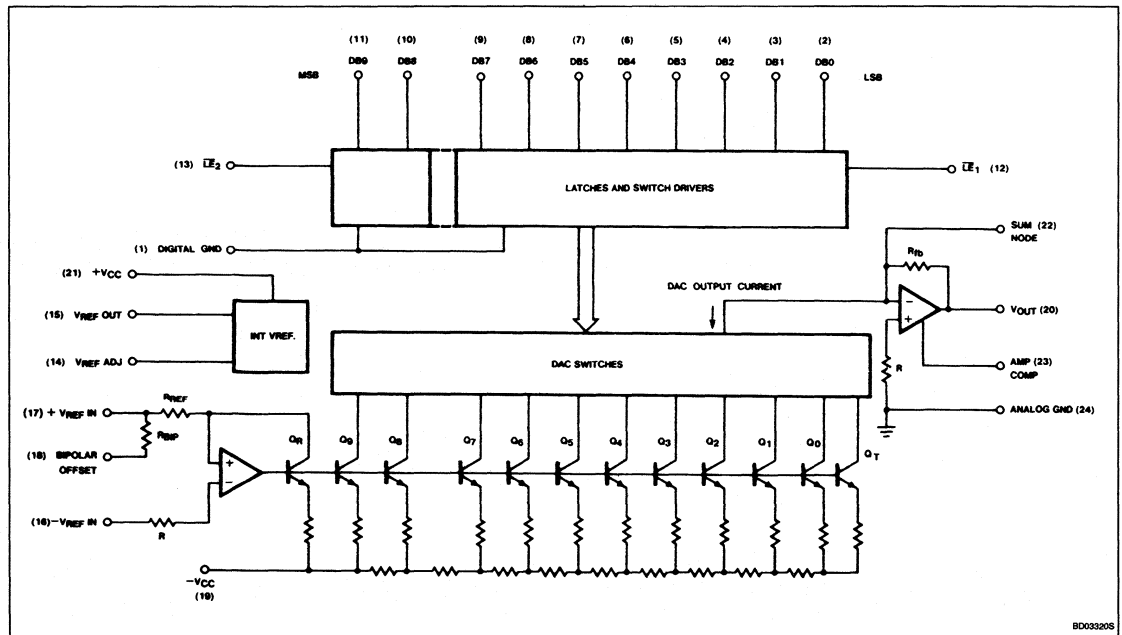 (11) (10) (9) (8) (7) (6) (5) (4) (3) (2)
MSB DB9 DB8 DB7 DB6 DB5 DB4 DB3 DB2 DB1 DB0 LSB
(13) LE2
LATCHES AND SWITCH DRIVERS
LE1 (12)
(1) DIGITAL GND
SUM (22)
NODE
(21) +VCC
Rfb
DAC OUTPUT CURRENT
(15) VREF OUT
INT VREF.
VOUT (20)
(14) VREF ADJ
DAC SWITCHES
R
AMP (23)
COMP
(17) + VREF IN
RREF
ANALOG GND (24)
RBIP
(18) BIPOLAR
OFFSET
QR Q9 Q8 Q7 Q6 Q5 Q4 Q3 Q2 Q1 Q0 QT
(16) -VREF IN
R
-VCC
(19)
BD03320S